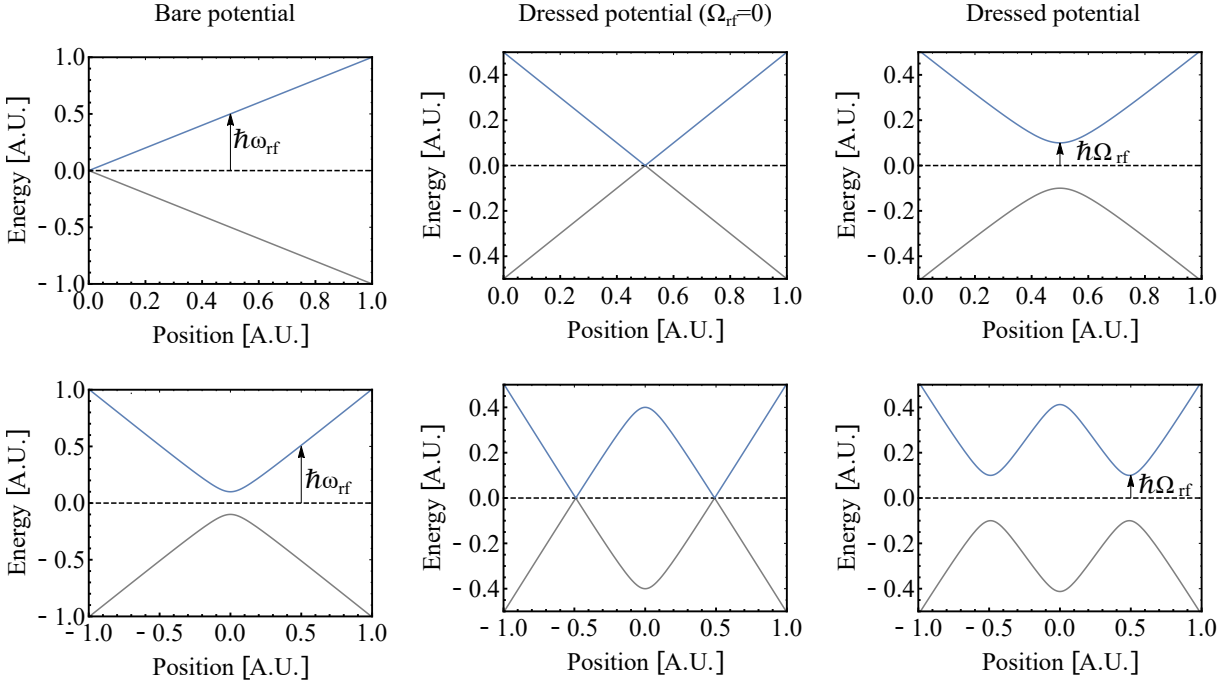 Bare potential
Dressed potential (Ωrf=0)
Dressed potential
Energy [A.U.]
1.0
0.5
0.0
- 0.5
- 1.0
ℏωrf
0.0 0.2 0.4 0.6 0.8 1.0
Position [A.U.]
Energy [A.U.]
0.4
0.2
0.0
- 0.2
- 0.4
0.0 0.2 0.4 0.6 0.8 1.0
Position [A.U.]
Energy [A.U.]
0.4
0.2
0.0
- 0.2
- 0.4
ℏΩrf
0.0 0.2 0.4 0.6 0.8 1.0
Position [A.U.]
Energy [A.U.]
1.0
0.5
0.0
- 0.5
- 1.0
ℏωrf
- 1.0 - 0.5 0.0 0.5 1.0
Position [A.U.]
Energy [A.U.]
0.4
0.2
0.0
- 0.2
- 0.4
- 1.0 - 0.5 0.0 0.5 1.0
Position [A.U.]
Energy [A.U.]
0.4
0.2
0.0
- 0.2
- 0.4
ℏΩrf
- 1.0 - 0.5 0.0 0.5 1.0
Position [A.U.]